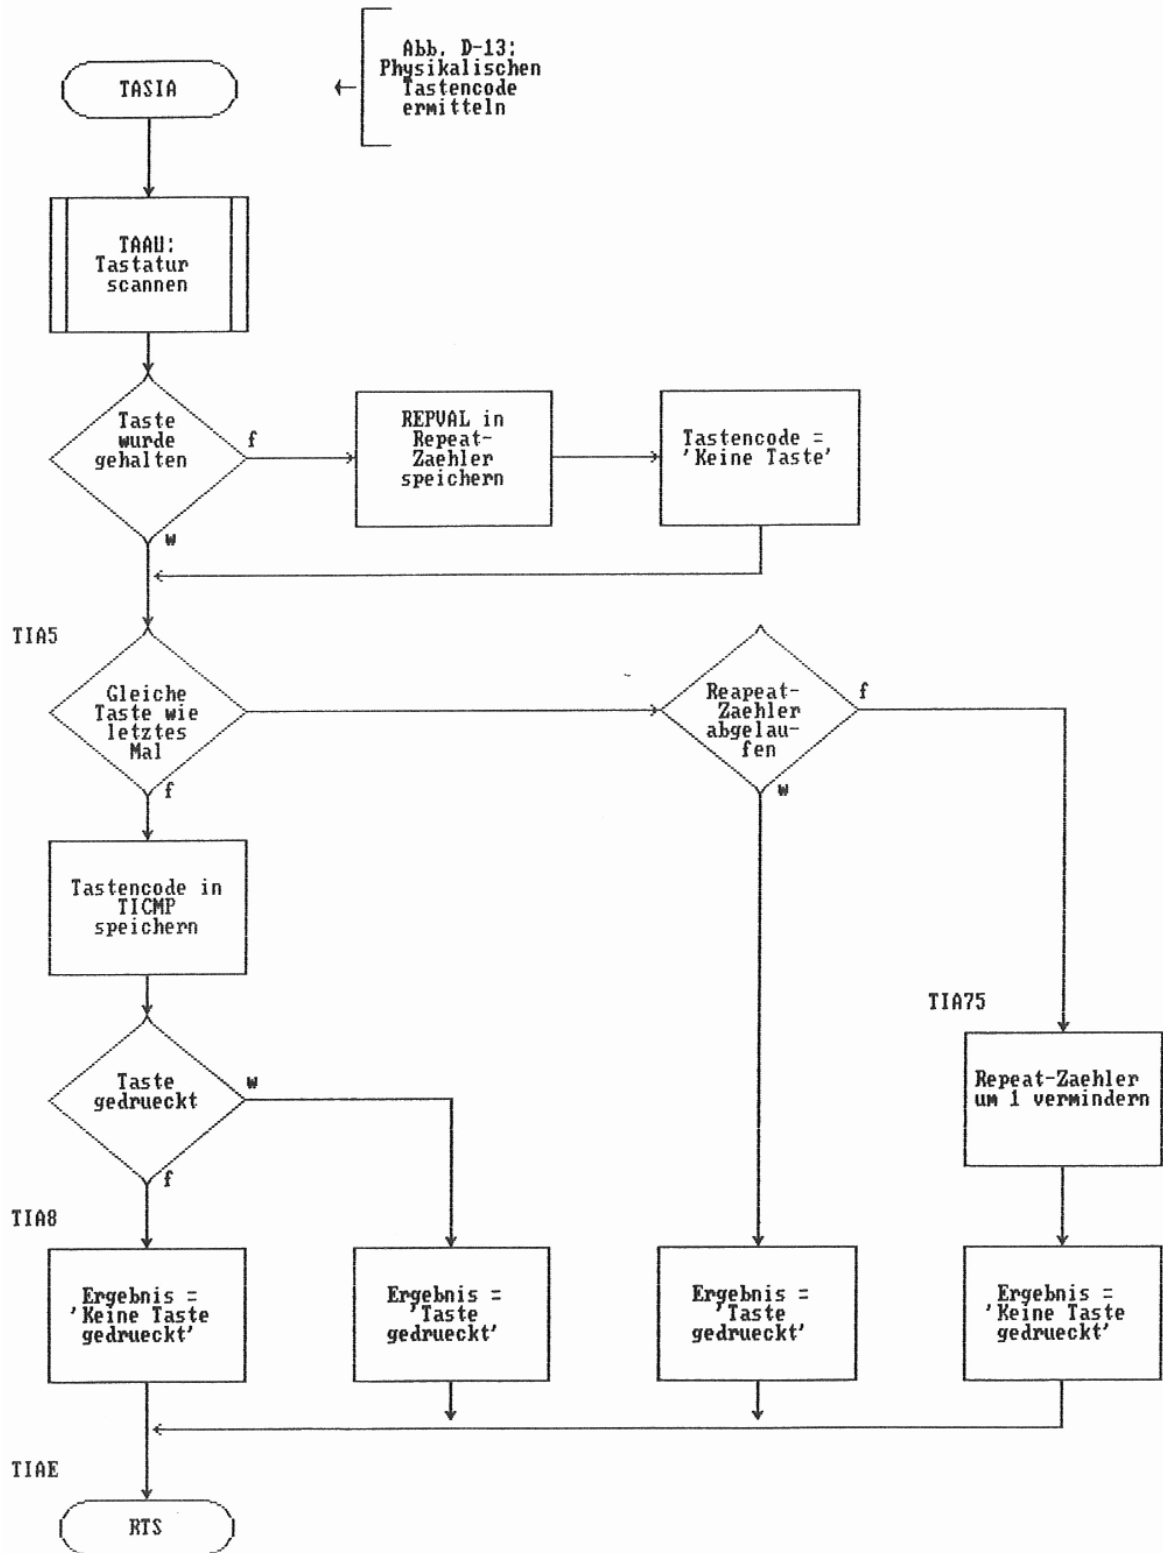 Abb. D-13:
Physikalischen
Tastencode
ermitteln
TASIA
TAAU:
Tastatur
scannen
Taste
wurde
gehalten
f
w
REPVAL in
Repeat-
Zaehler
speichern
Tastencode =
'Keine Taste'
TIA5
Gleiche
Taste wie
letztes
Mal
f
Reapeat-
Zaehler
abgelau-
fen
f
w
Tastencode in
TICMP
speichern
TIA75
Repeat-Zaehler
um 1 vermindern
Taste
gedrueckt
w
f
TIA8
Ergebnis =
'Keine Taste
gedrueckt'
Ergebnis =
'Taste
gedrueckt'
Ergebnis =
'Taste
gedrueckt'
Ergebnis =
'Keine Taste
gedrueckt'
TIAE
RTS